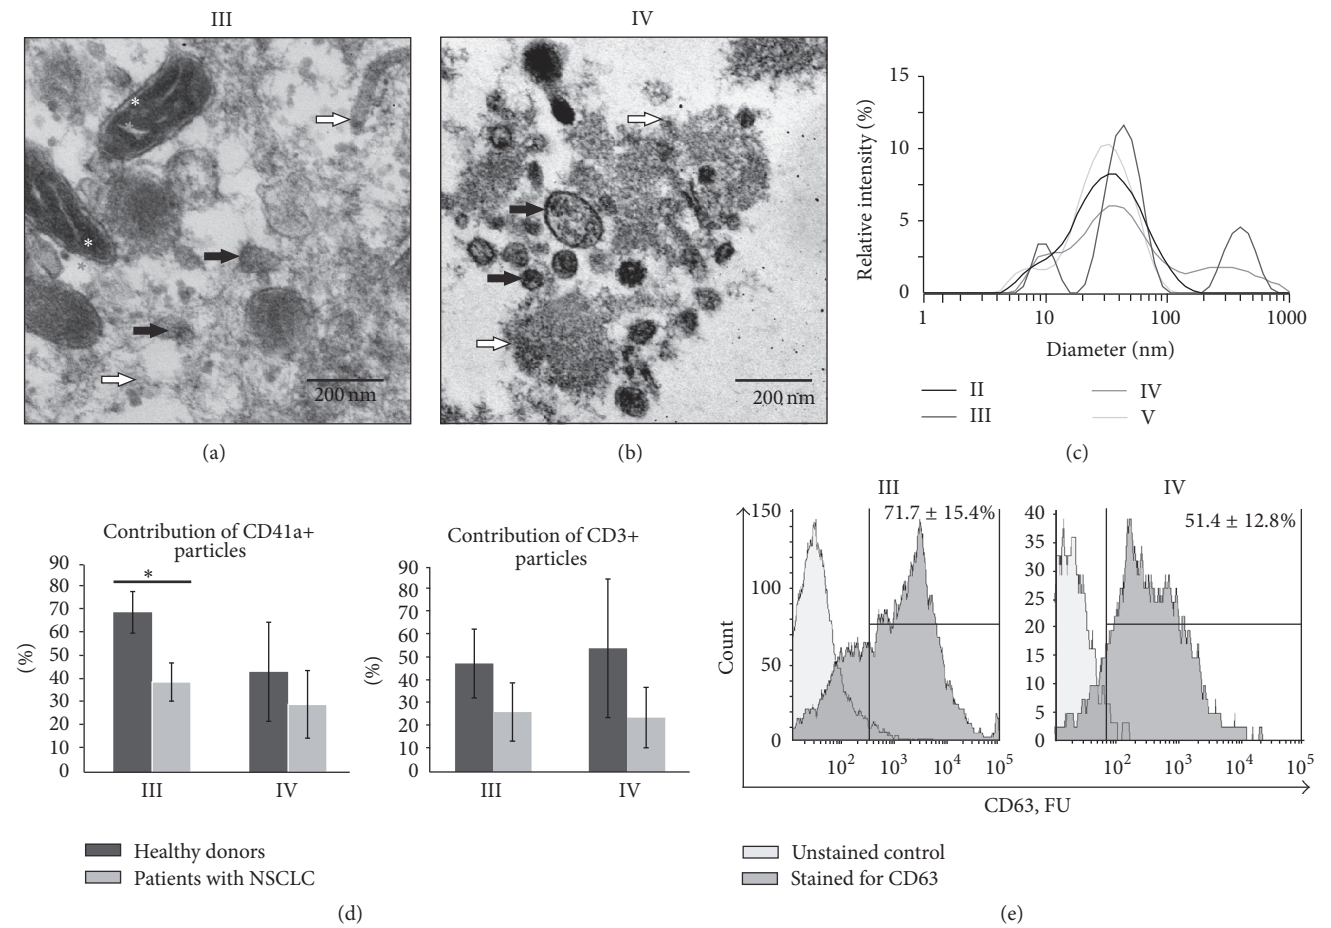 III
IV
*
*
*
*
200 nm
200 nm
(a)
(b)
15
10
5
0
Relative intensity (%)
1
10
100
1000
Diameter (nm)
II
III
IV
V
(c)
Contribution of CD41a+
particles
90
80
70
60
50
40
30
20
10
0
(%)
*
III
IV
Contribution of CD3+
particles
90
80
70
60
50
40
30
20
10
0
(%)
III
IV
Healthy donors
Patients with NSCLC
(d)
III
71.7 ± 15.4%
150
100
50
0
Count
10²
10³
10⁴
10⁵
IV
51.4 ± 12.8%
40
35
30
25
20
15
10
5
0
10²
10³
10⁴
10⁵
CD63, FU
Unstained control
Stained for CD63
(e)